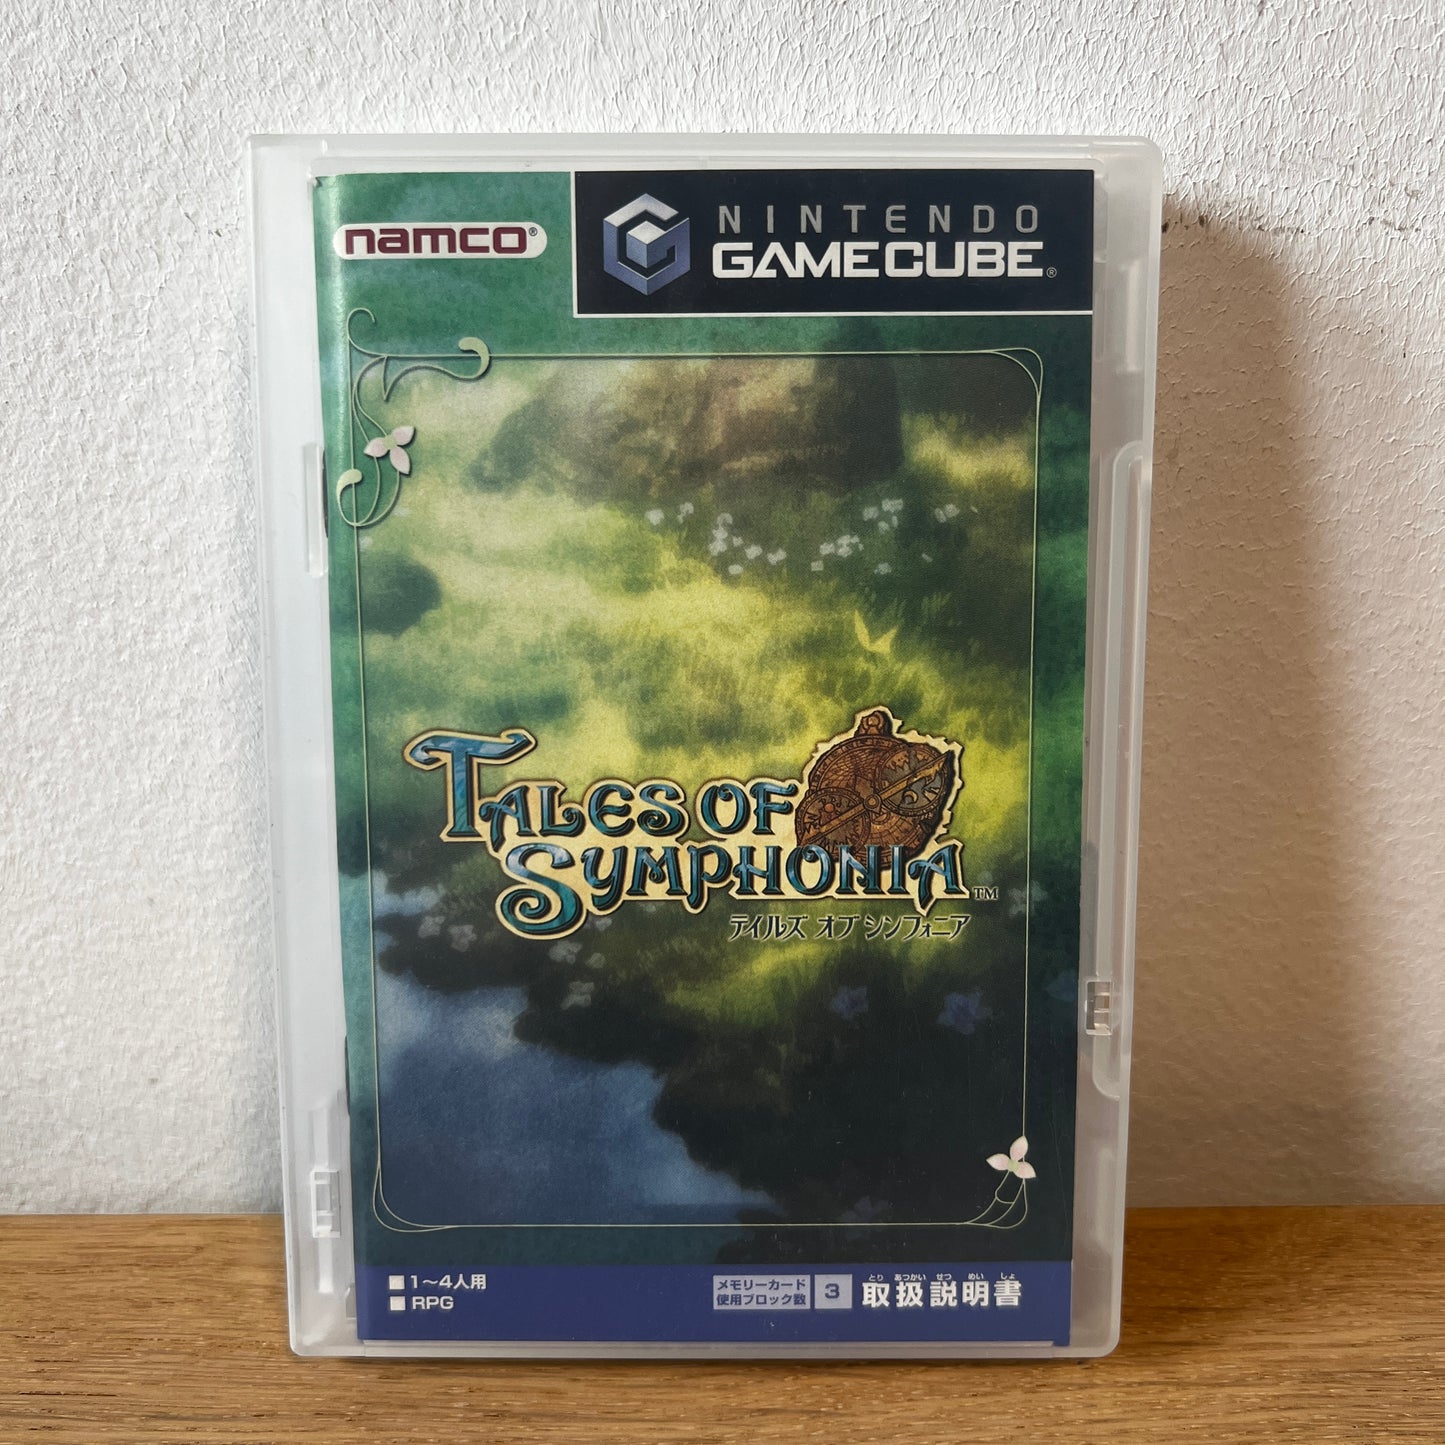 namco®
NINTENDO
GAMECUBE®
TALES OF
SYMPHONIA™
テイルズ オブ シンフォニア
■1〜4人用
■RPG
メモリーカード
使用ブロック数
3
とり あつかい せつ めい しょ
取扱説明書